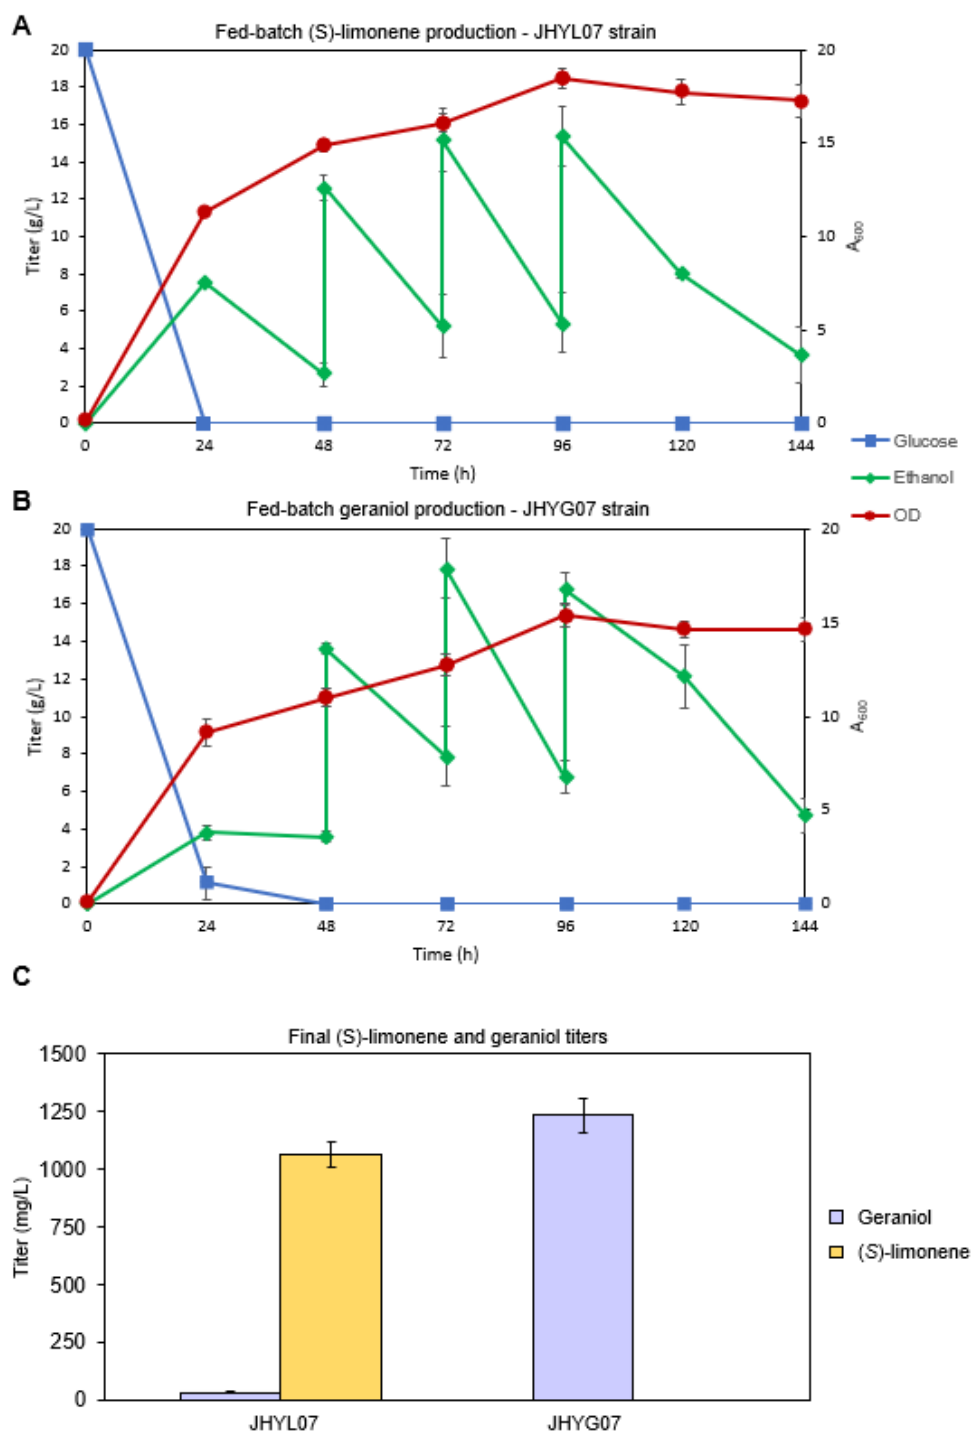 A
Fed-batch (S)-limonene production - JHYL07 strain
20
18
16
14
12
10
8
6
4
2
0
Titer (g/L)
20
15
10
5
0
A600
0 24 48 72 96 120 144
Time (h)
Glucose
Ethanol
OD
B
Fed-batch geraniol production - JHYG07 strain
20
18
16
14
12
10
8
6
4
2
0
Titer (g/L)
20
15
10
5
0
A600
0 24 48 72 96 120 144
Time (h)
C
Final (S)-limonene and geraniol titers
1500
1250
1000
750
500
250
0
Titer (mg/L)
JHYL07 JHYG07
Geraniol
(S)-limonene